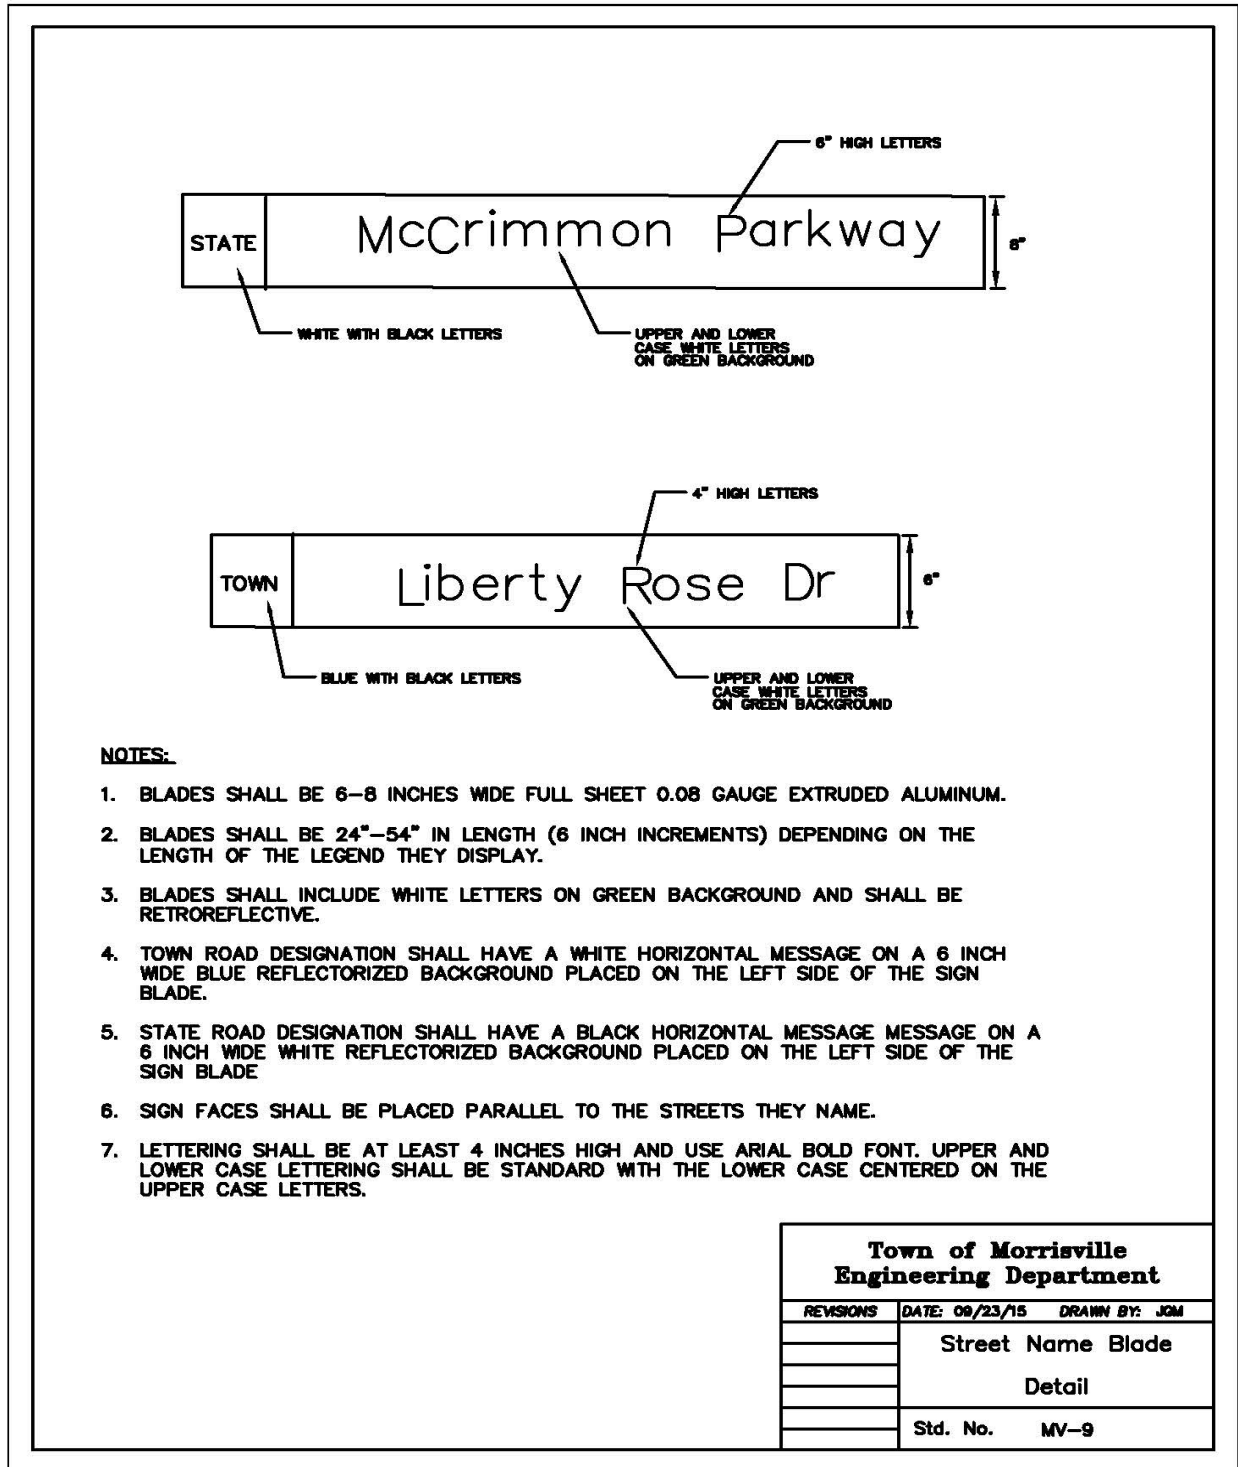 6" HIGH LETTERS
STATE
McCrimmon Parkway
8"
WHITE WITH BLACK LETTERS
UPPER AND LOWER
CASE WHITE LETTERS
ON GREEN BACKGROUND
4" HIGH LETTERS
TOWN
Liberty Rose Dr
6"
BLUE WITH BLACK LETTERS
UPPER AND LOWER
CASE WHITE LETTERS
ON GREEN BACKGROUND
NOTES:
1. BLADES SHALL BE 6-8 INCHES WIDE FULL SHEET 0.08 GAUGE EXTRUDED ALUMINUM.
2. BLADES SHALL BE 24"-54" IN LENGTH (6 INCH INCREMENTS) DEPENDING ON THE
LENGTH OF THE LEGEND THEY DISPLAY.
3. BLADES SHALL INCLUDE WHITE LETTERS ON GREEN BACKGROUND AND SHALL BE
RETROREFLECTIVE.
4. TOWN ROAD DESIGNATION SHALL HAVE A WHITE HORIZONTAL MESSAGE ON A 6 INCH
WIDE BLUE REFLECTORIZED BACKGROUND PLACED ON THE LEFT SIDE OF THE SIGN
BLADE.
5. STATE ROAD DESIGNATION SHALL HAVE A BLACK HORIZONTAL MESSAGE MESSAGE ON A
6 INCH WIDE WHITE REFLECTORIZED BACKGROUND PLACED ON THE LEFT SIDE OF THE
SIGN BLADE
6. SIGN FACES SHALL BE PLACED PARALLEL TO THE STREETS THEY NAME.
7. LETTERING SHALL BE AT LEAST 4 INCHES HIGH AND USE ARIAL BOLD FONT. UPPER AND
LOWER CASE LETTERING SHALL BE STANDARD WITH THE LOWER CASE CENTERED ON THE
UPPER CASE LETTERS.
Town of Morrisville
Engineering Department
REVISIONS DATE: 09/23/15 DRAWN BY: JGM
Street Name Blade
Detail
Std. No. MV-9